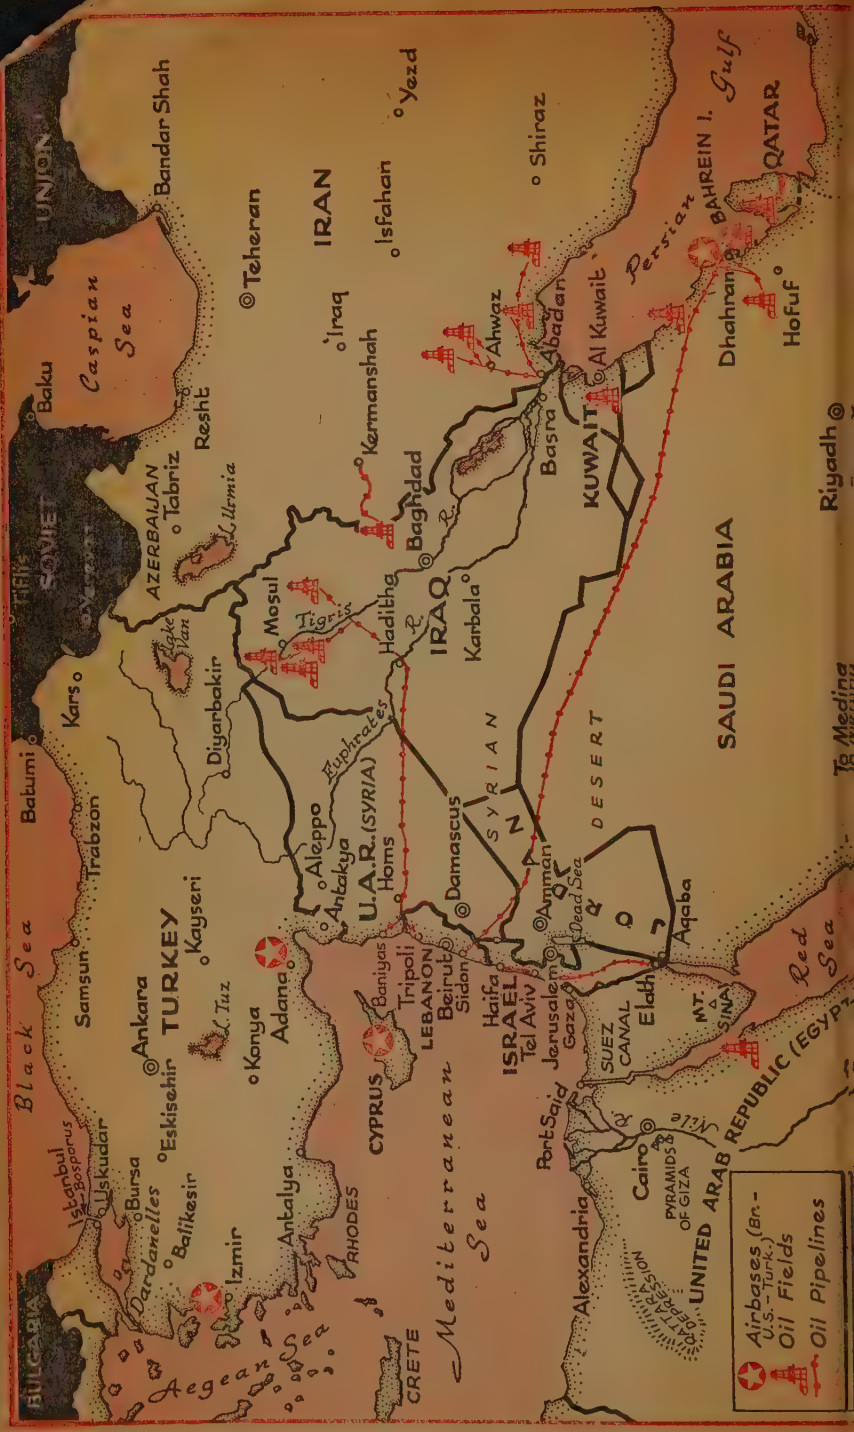 BULGARIA
Black Sea
SOVIET
UNION
Batumi
Baku
Caspian
Sea
Bandar Shah
Istanbul
Bosporus
Uskudar
Samsun
Trabzon
Kars
Bursa
Dardanelles
Balikesir
Eskisehir
Ankara
TURKEY
Kayseri
L. Tuz
Konya
Adana
Izmir
Antalya
Diyarbakir
Lake
Van
AZERBAIJAN
Tabriz
L. Urmia
Resht
Teheran
IRAN
Iraq
Isfahan
Yezd
Shiraz
Kermanshah
Ahwaz
Abadan
Aegean Sea
RHODES
CRETE
CYPRUS
Mediterranean
Sea
Antakya
Aleppo
U.A.R. (SYRIA)
Homs
Baniyas
Tripoli
LEBANON
Beirut
Sidon
Damascus
Euphrates
R.
Mosul
Tigris
R.
Haditha
Baghdad
IRAQ
Karbala
Basra
KUWAIT
Al Kuwait
Persian
Gulf
BAHREIN I.
QATAR
Dhahran
Hofuf
Riyadh
SYRIAN
DESERT
Haifa
ISRAEL
Tel Aviv
Jerusalem
Gaza
Amman
Dead Sea
JORDAN
Elath
Aqaba
SAUDI ARABIA
To Medina
Red
Sea
MT.
SINAI
SUEZ
CANAL
Port Said
Alexandria
Cairo
Nile
R.
PYRAMIDS
OF GIZA
QATTARA
DEPRESSION
UNITED ARAB REPUBLIC (EGYPT
Airbases (Br.-
U.S.-Turk.)
Oil Fields
Oil Pipelines